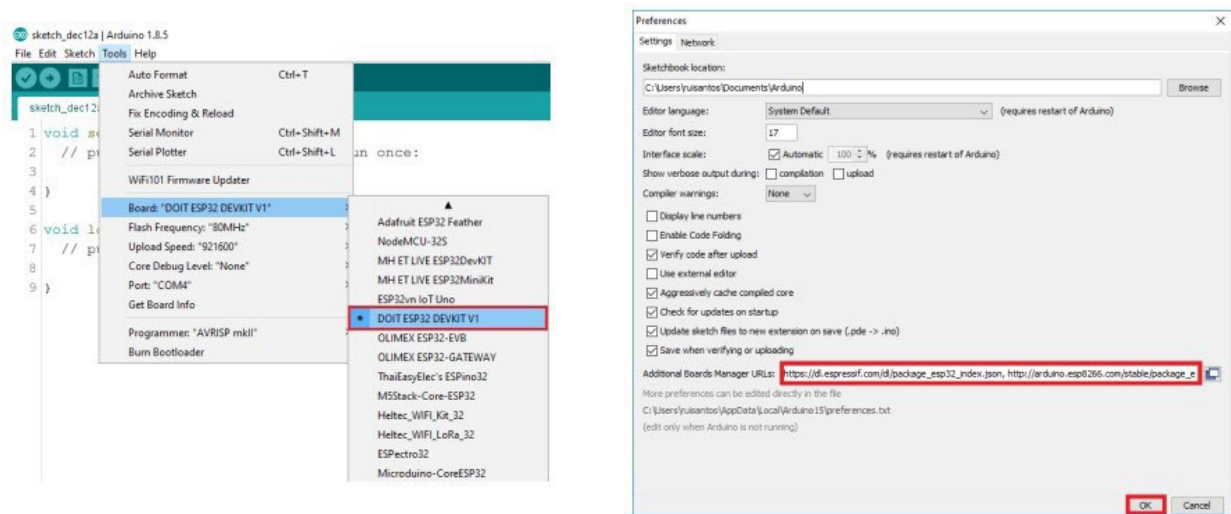 sketch_dec12a | Arduino 1.8.5
File Edit Sketch Tools Help
sketch_dec12
1 void s
2 // p un once:
3
4 }
5
6 void l
7 // p
8
9 }
Auto Format Ctrl+T
Archive Sketch
Fix Encoding & Reload
Serial Monitor Ctrl+Shift+M
Serial Plotter Ctrl+Shift+L
WiFi101 Firmware Updater
Board: "DOIT ESP32 DEVKIT V1"
Flash Frequency: "80MHz"
Upload Speed: "921600"
Core Debug Level: "None"
Port: "COM4"
Get Board Info
Programmer: "AVRISP mkII"
Burn Bootloader
Adafruit ESP32 Feather
NodeMCU-32S
MH ET LIVE ESP32DevKIT
MH ET LIVE ESP32MiniKit
ESP32vn IoT Uno
DOIT ESP32 DEVKIT V1
OLIMEX ESP32-EVB
OLIMEX ESP32-GATEWAY
ThaiEasyElec's ESPino32
M5Stack-Core-ESP32
Heltec_WIFI_Kit_32
Heltec_WIFI_LoRa_32
ESPectro32
Microduino-CoreESP32
Preferences
Settings Network
Sketchbook location:
C:\Users\ruisantos\Documents\Arduino Browse
Editor language: System Default (requires restart of Arduino)
Editor font size: 17
Interface scale: Automatic 100 % (requires restart of Arduino)
Show verbose output during: compilation upload
Compiler warnings: None
Display line numbers
Enable Code Folding
Verify code after upload
Use external editor
Aggressively cache compiled core
Check for updates on startup
Update sketch files to new extension on save (.pde -> .ino)
Save when verifying or uploading
Additional Boards Manager URLs: https://dl.espressif.com/dl/package_esp32_index.json, http://arduino.esp8266.com/stable/package_e
More preferences can be edited directly in the file
C:\Users\ruisantos\AppData\Local\Arduino15\preferences.txt
(edit only when Arduino is not running)
OK Cancel